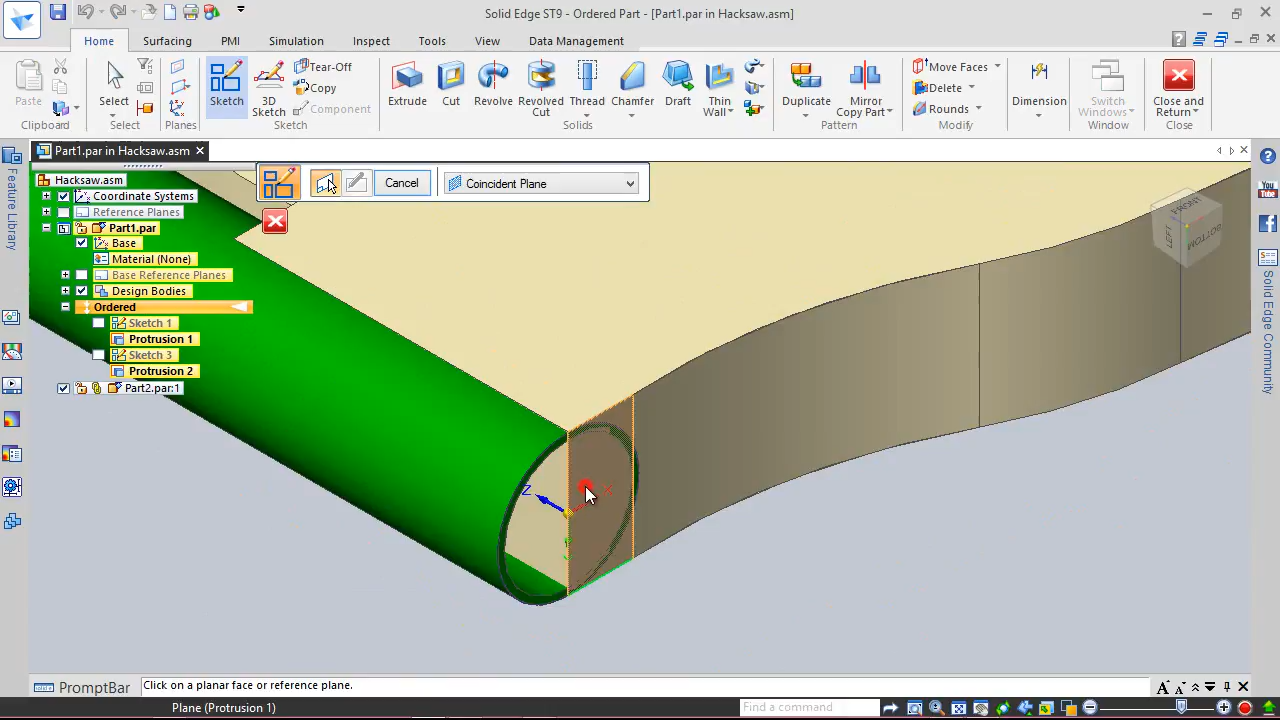 Solid Edge ST9 - Ordered Part - [Part1.par in Hacksaw.asm]
Home Surfacing PMI Simulation Inspect Tools View Data Management
Paste
Clipboard
Select
Select
Planes
Sketch
3D Sketch
Tear-Off
Copy
Component
Sketch
Extrude
Cut
Revolve
Revolved Cut
Thread
Chamfer
Draft
Thin Wall
Solids
Duplicate
Mirror Copy Part
Pattern
Move Faces
Delete
Rounds
Modify
Dimension
Switch Windows
Window
Close and Return
Close
Part1.par in Hacksaw.asm
Cancel
Coincident Plane
Hacksaw.asm
Coordinate Systems
Reference Planes
Part1.par
Base
Material (None)
Base Reference Planes
Design Bodies
Ordered
Sketch 1
Protrusion 1
Sketch 3
Protrusion 2
Part2.par:1
Feature Library
FRONT
LEFT
BOTTOM
Z
X
You
Tube
Solid Edge Community
PromptBar
Click on a planar face or reference plane.
Plane (Protrusion 1)
Find a command